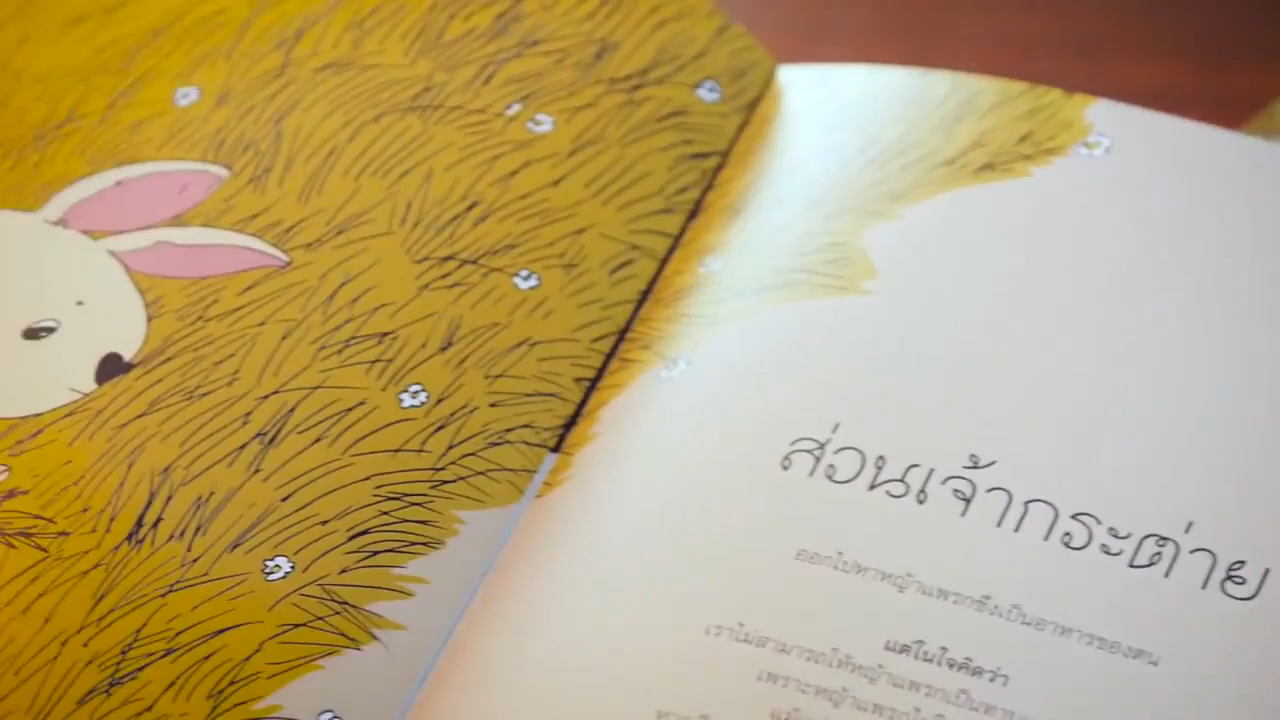 ส่วนเจ้ากระต่าย
ออกไปหาหญ้าแพรกซึ่งเป็นอาหารของตน
แต่ในใจคิดว่า
เราไม่สามารถให้หญ้าแพรกเป็นทาน
เพราะหญ้าแพรก